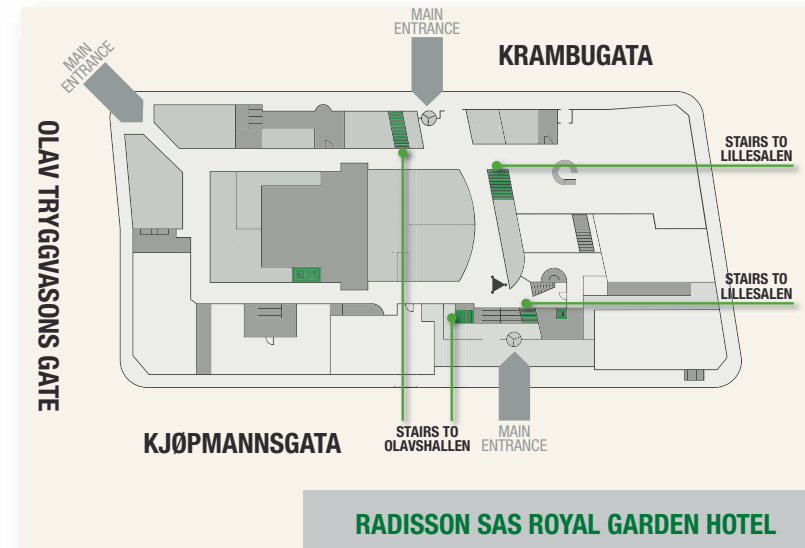 MAIN
ENTRANCE
KRAMBUGATA
MAIN
ENTRANCE
OLAV TRYGGVASONS GATE
STAIRS TO
LILLESALEN
STAIRS TO
LILLESALEN
KJØPMANNSGATA
STAIRS TO
OLAVSHALLEN
MAIN
ENTRANCE
RADISSON SAS ROYAL GARDEN HOTEL